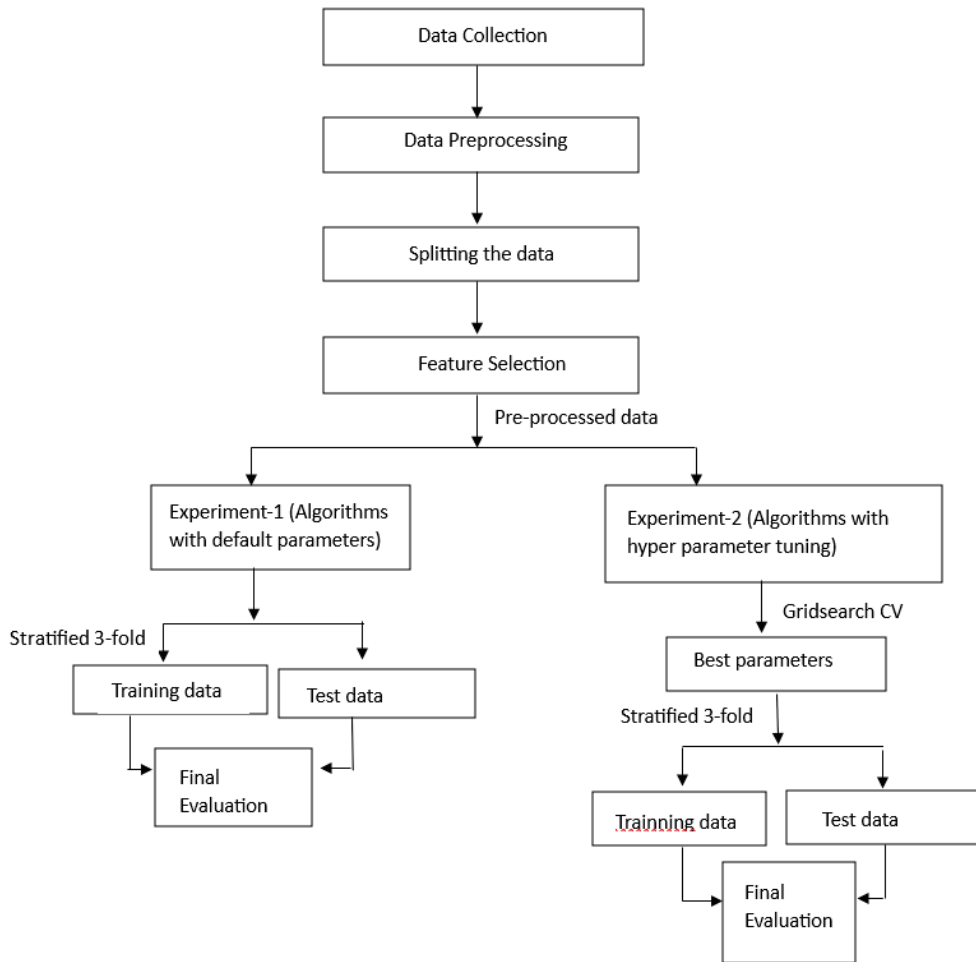 Data Collection
Data Preprocessing
Splitting the data
Feature Selection
Pre-processed data
Experiment-1 (Algorithms
with default parameters)
Experiment-2 (Algorithms with
hyper parameter tuning)
Gridsearch CV
Stratified 3-fold
Best parameters
Training data
Test data
Stratified 3-fold
Final
Evaluation
Trainning data
Test data
Final
Evaluation